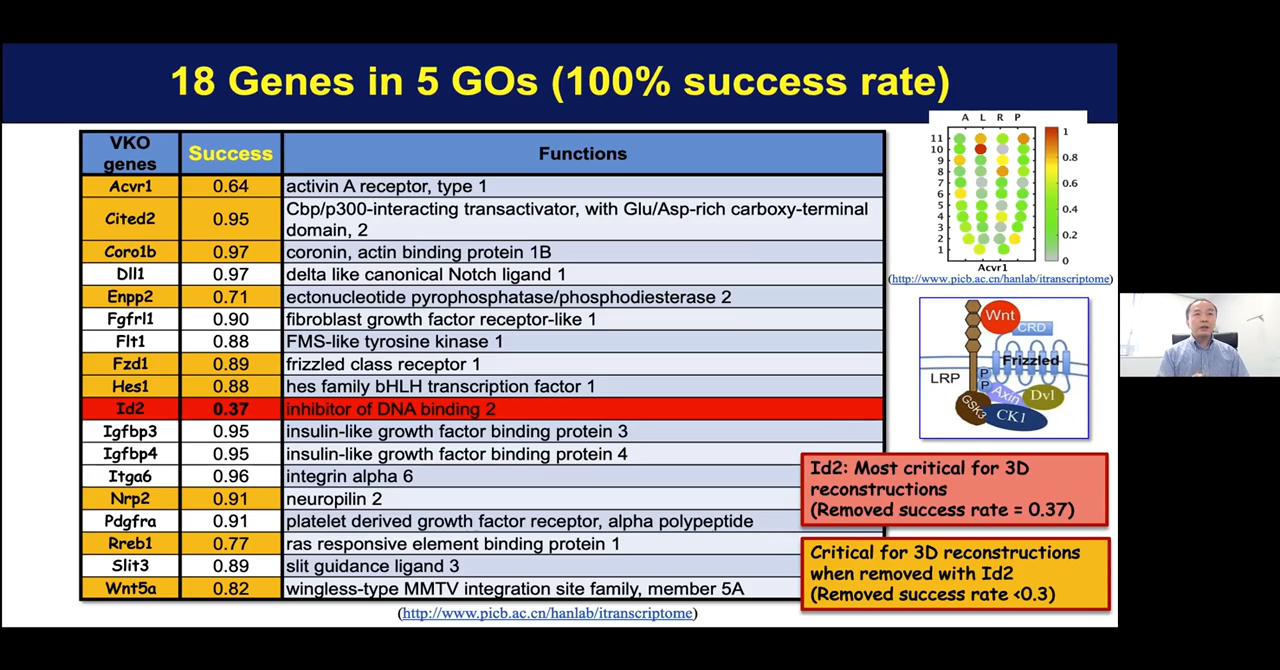 18 Genes in 5 GOs (100% success rate)
VKO
genes
Success
Functions
Acvr1 0.64 activin A receptor, type 1
Cited2 0.95 Cbp/p300-interacting transactivator, with Glu/Asp-rich carboxy-terminal
domain, 2
Coro1b 0.97 coronin, actin binding protein 1B
Dll1 0.97 delta like canonical Notch ligand 1
Enpp2 0.71 ectonucleotide pyrophosphatase/phosphodiesterase 2
Fgfrl1 0.90 fibroblast growth factor receptor-like 1
Flt1 0.88 FMS-like tyrosine kinase 1
Fzd1 0.89 frizzled class receptor 1
Hes1 0.88 hes family bHLH transcription factor 1
Id2 0.37 inhibitor of DNA binding 2
Igfbp3 0.95 insulin-like growth factor binding protein 3
Igfbp4 0.95 insulin-like growth factor binding protein 4
Itga6 0.96 integrin alpha 6
Nrp2 0.91 neuropilin 2
Pdgfra 0.91 platelet derived growth factor receptor, alpha polypeptide
Rreb1 0.77 ras responsive element binding protein 1
Slit3 0.89 slit guidance ligand 3
Wnt5a 0.82 wingless-type MMTV integration site family, member 5A
(http://www.picb.ac.cn/hanlab/itranscriptome)
A L R P
11
10
9
8
7
6
5
4
3
2
1
1
0.8
0.6
0.4
0.2
0
Acvr1
(http://www.picb.ac.cn/hanlab/itranscriptome)
Wnt
CRD
Frizzled
LRP
P
P
Axin
Dvl
GSK3
CK1
Id2: Most critical for 3D
reconstructions
(Removed success rate = 0.37)
Critical for 3D reconstructions
when removed with Id2
(Removed success rate <0.3)